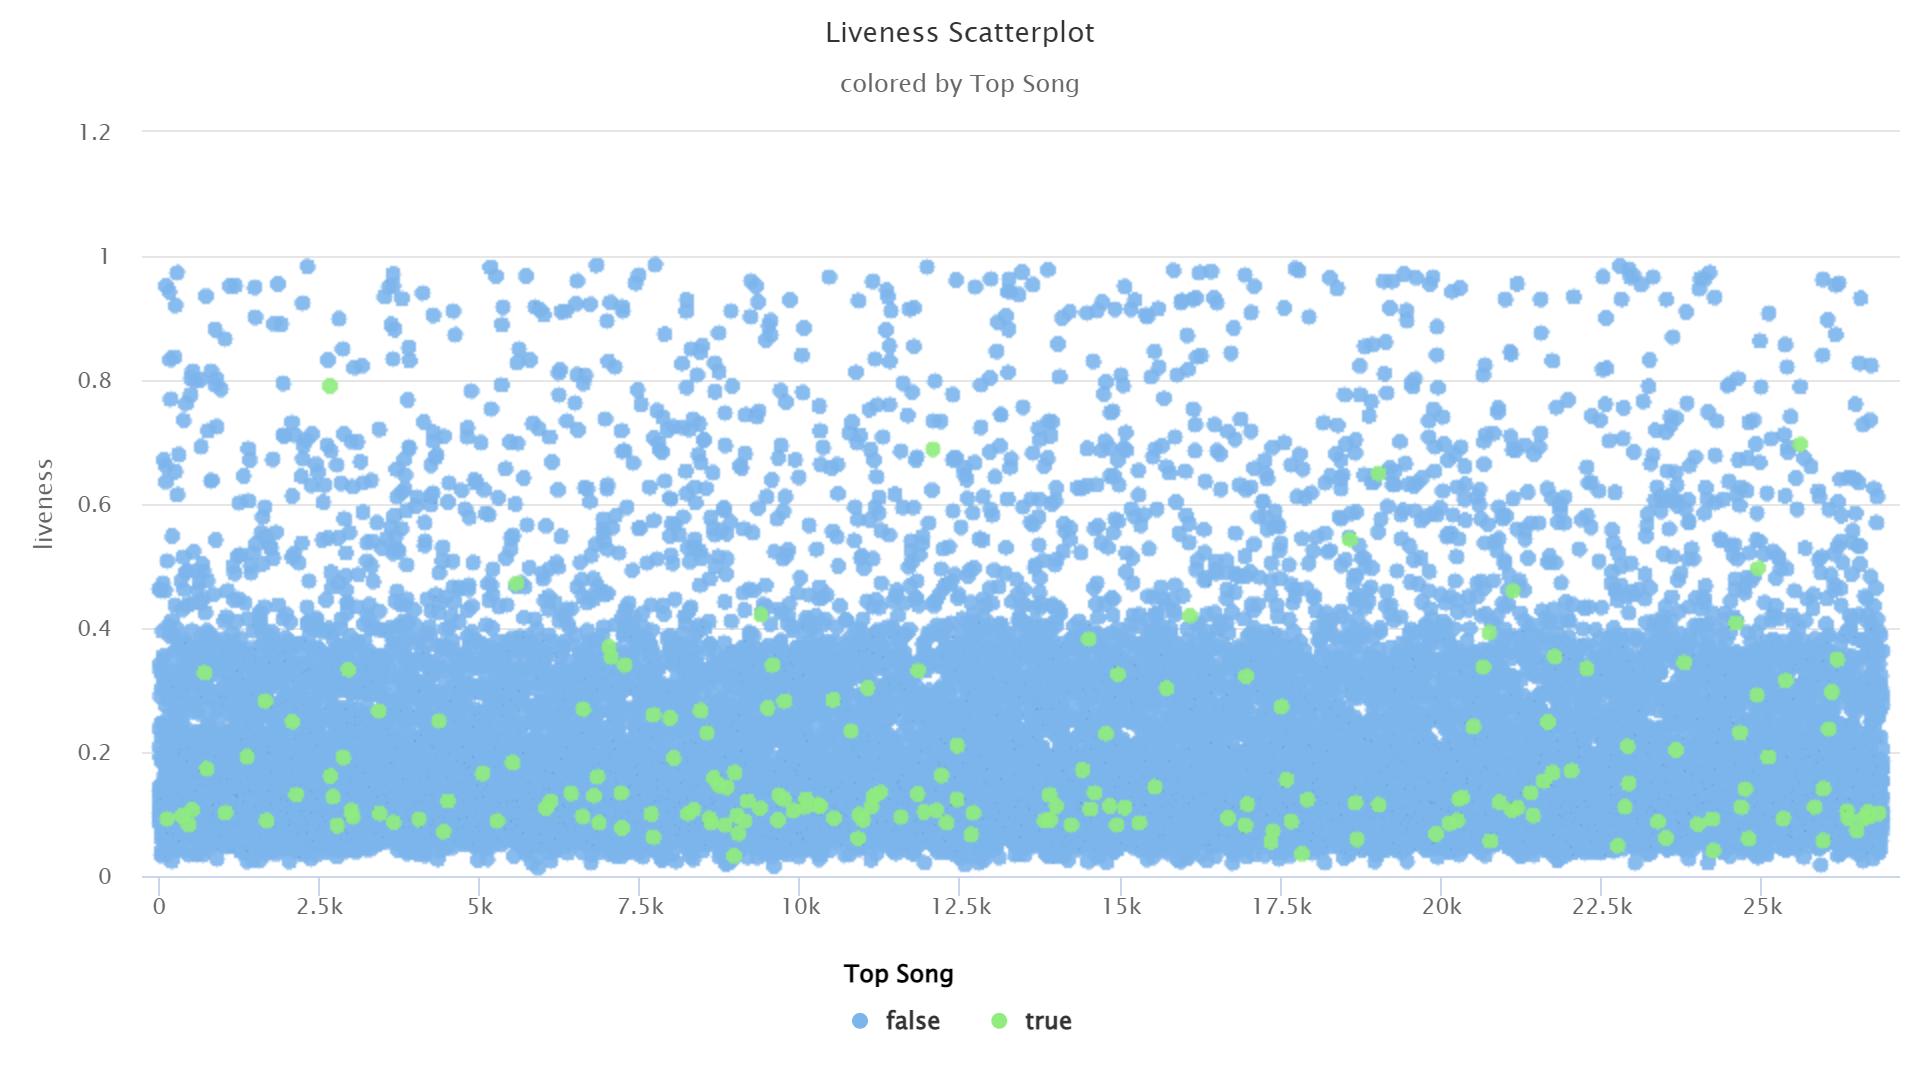 Liveness Scatterplot
colored by Top Song
1.2
1
0.8
0.6
0.4
0.2
0
liveness
0 2.5k 5k 7.5k 10k 12.5k 15k 17.5k 20k 22.5k 25k
Top Song
false true